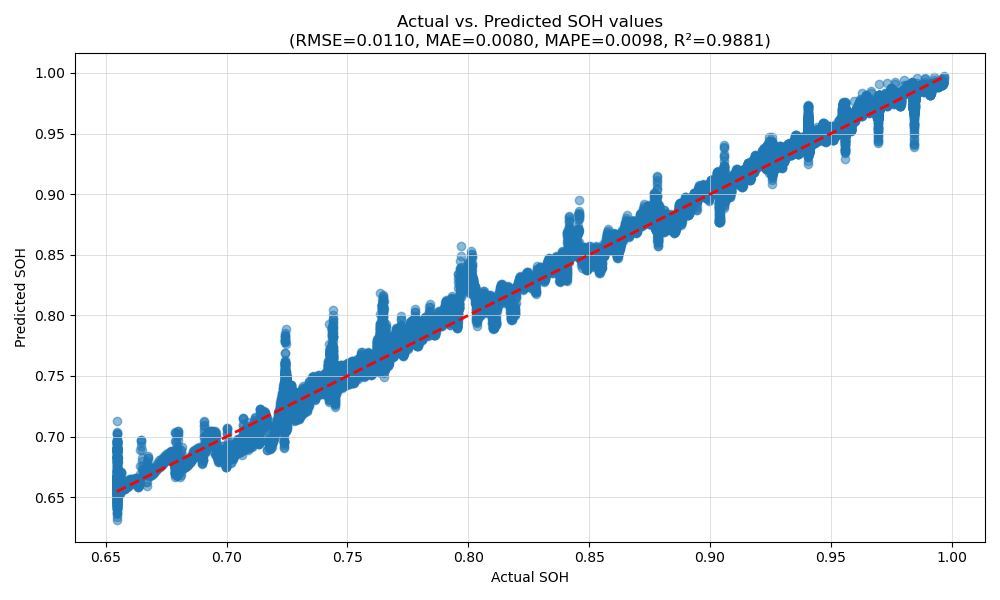 Actual vs. Predicted SOH values
(RMSE=0.0110, MAE=0.0080, MAPE=0.0098, R²=0.9881)
1.00
0.95
0.90
0.85
0.80
0.75
0.70
0.65
Predicted SOH
0.65 0.70 0.75 0.80 0.85 0.90 0.95 1.00
Actual SOH